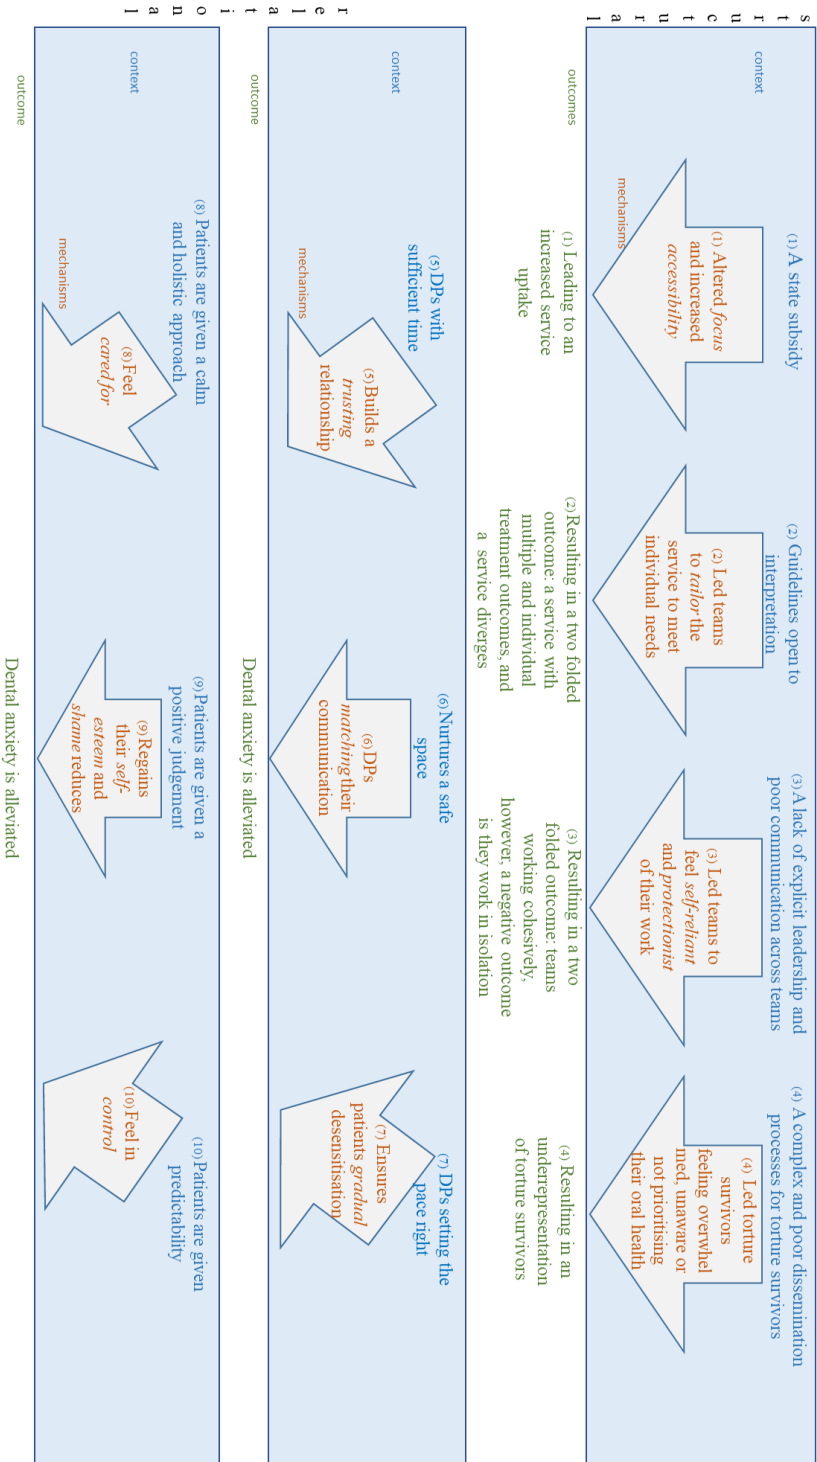 s t r u c t u r a l
context
(1) A state subsidy
(2) Guidelines open to
interpretation
(3) A lack of explicit leadership and
poor communication across teams
(4) A complex and poor dissemination
processes for torture survivors
mechanisms
(1) Altered focus
and increased
accessibility
(2) Led teams
to tailor the
service to meet
individual needs
(3) Led teams to
feel self-reliant
and protectionist
of their work
(4) Led torture
survivors
feeling overwhel
med, unaware or
not prioritising
their oral health
outcomes
(1) Leading to an
increased service
uptake
(2) Resulting in a two folded
outcome: a service with
multiple and individual
treatment outcomes, and
a service diverges
(3) Resulting in a two
folded outcome: teams
working cohesively,
however, a negative outcome
is they work in isolation
(4) Resulting in an
underrepresentation
of torture survivors
r e l a t i o n a l
context
(5) DPs with
sufficient time
(6) Nurtures a safe
space
(7) DPs setting the
pace right
mechanisms
(5) Builds a
trusting
relationship
(6) DPs
matching their
communication
(7) Ensures
patients gradual
desensitisation
outcome
Dental anxiety is alleviated
context
(8) Patients are given a calm
and holistic approach
(9) Patients are given a
positive judgement
(10) Patients are given
predictability
mechanisms
(8) Feel
cared for
(9) Regains
their self-
esteem and
shame reduces
(10) Feel in
control
outcome
Dental anxiety is alleviated